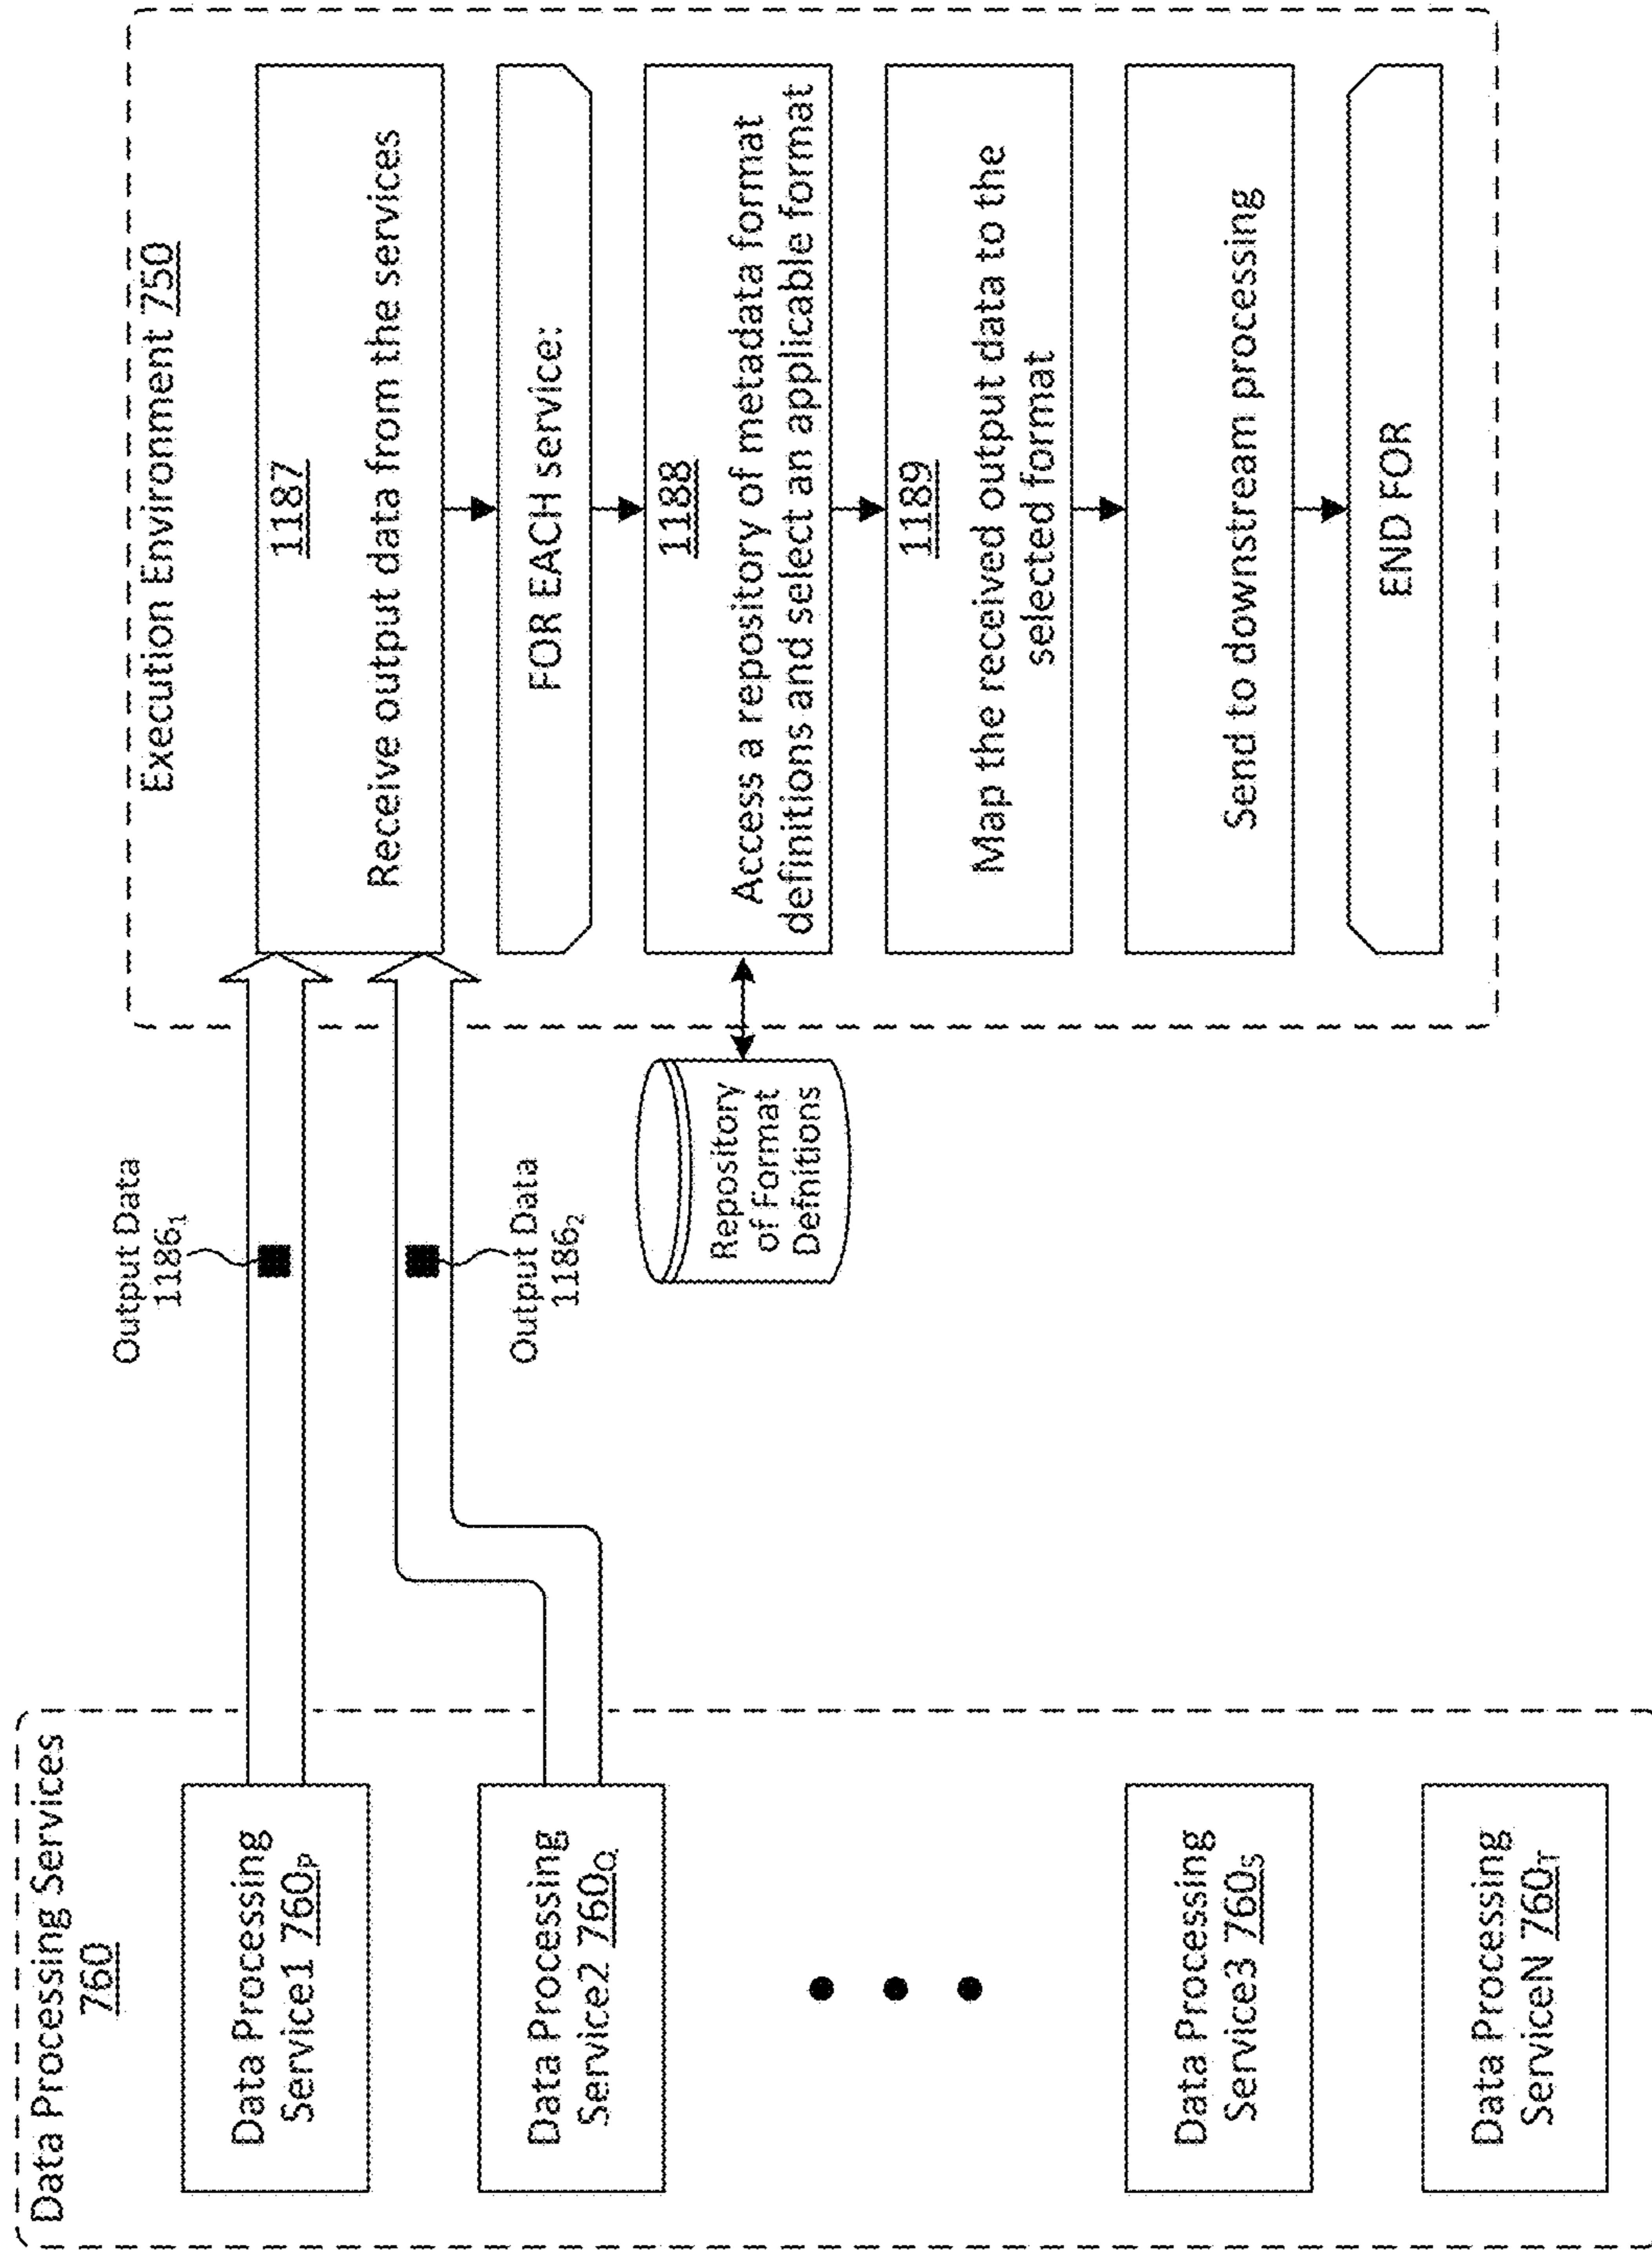 Data Processing Services
760
Data Processing
Service1 760P
Data Processing
Service2 760Q
Data Processing
Service3 760S
Data Processing
ServiceN 760T
Output Data
11861
Output Data
11862
Repository
of Format
Defnitions
Execution Environment 750
1187
Receive output data from the services
FOR EACH service:
1188
Access a repository of metadata format
definitions and select an applicable format
1189
Map the received output data to the
selected format
Send to downstream processing
END FOR